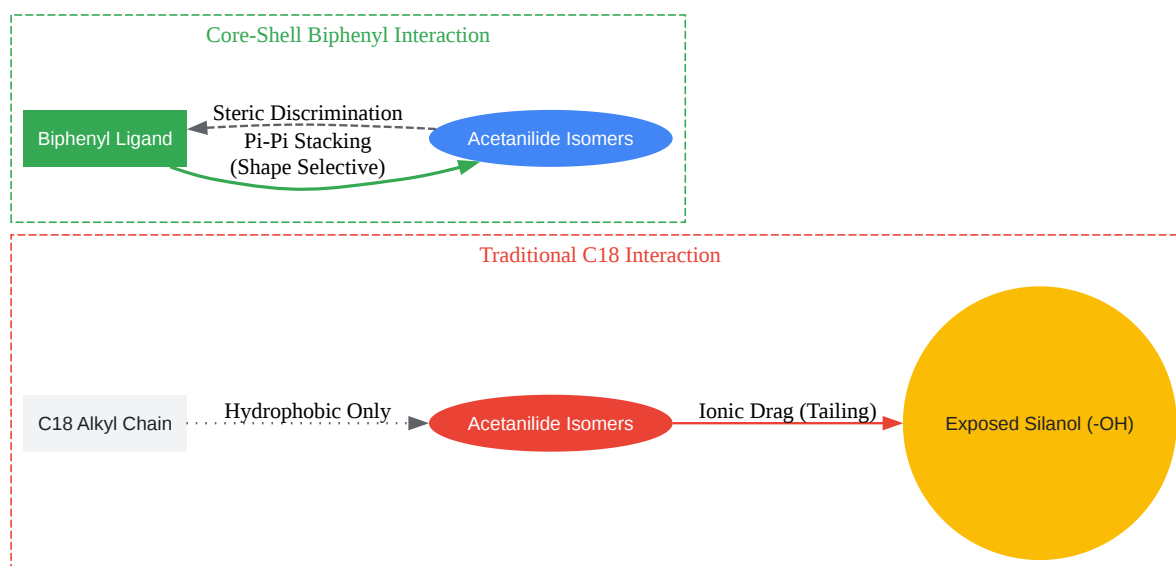 Core-Shell Biphenyl Interaction
Steric Discrimination
Biphenyl Ligand
Pi-Pi Stacking
(Shape Selective)
Acetanilide Isomers
Traditional C18 Interaction
C18 Alkyl Chain
Hydrophobic Only
Acetanilide Isomers
Ionic Drag (Tailing)
Exposed Silanol (-OH)